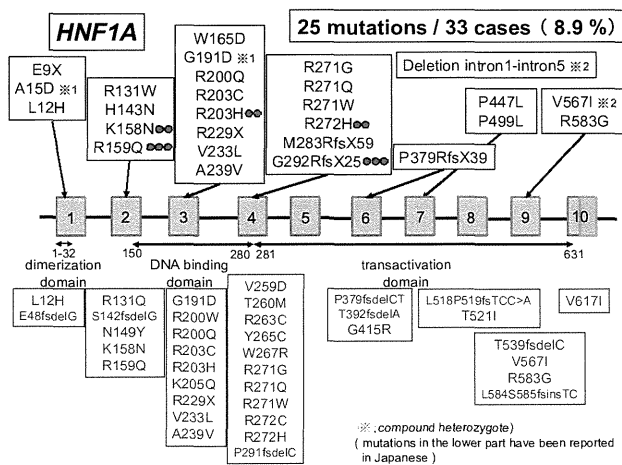 HNF1A
25 mutations / 33 cases ( 8.9 % )
E9X
A15D ※1
L12H
R131W
H143N
K158N
R159Q
W165D
G191D ※1
R200Q
R203C
R203H
R229X
V233L
A239V
R271G
R271Q
R271W
R272H
M283RfsX59
G292RfsX25
Deletion intron1-intron5 ※2
P379RfsX39
P447L
P499L
V567I ※2
R583G
1
2
3
4
5
6
7
8
9
10
1-32
150
280
281
631
dimerization
domain
DNA binding
domain
transactivation
domain
L12H
E48fsdelG
R131Q
S142fsdelG
N149Y
K158N
R159Q
G191D
R200W
R200Q
R203C
R203H
K205Q
R229X
V233L
A239V
V259D
T260M
R263C
Y265C
W267R
R271G
R271Q
R271W
R272C
R272H
P291fsdelC
P379fsdelCT
T392fsdelA
G415R
L518P519fsTCC>A
T521I
T539fsdelC
V567I
R583G
L584S585fsinsTC
V617I
※ ;compound heterozygote)
( mutations in the lower part have been reported
in Japanese )